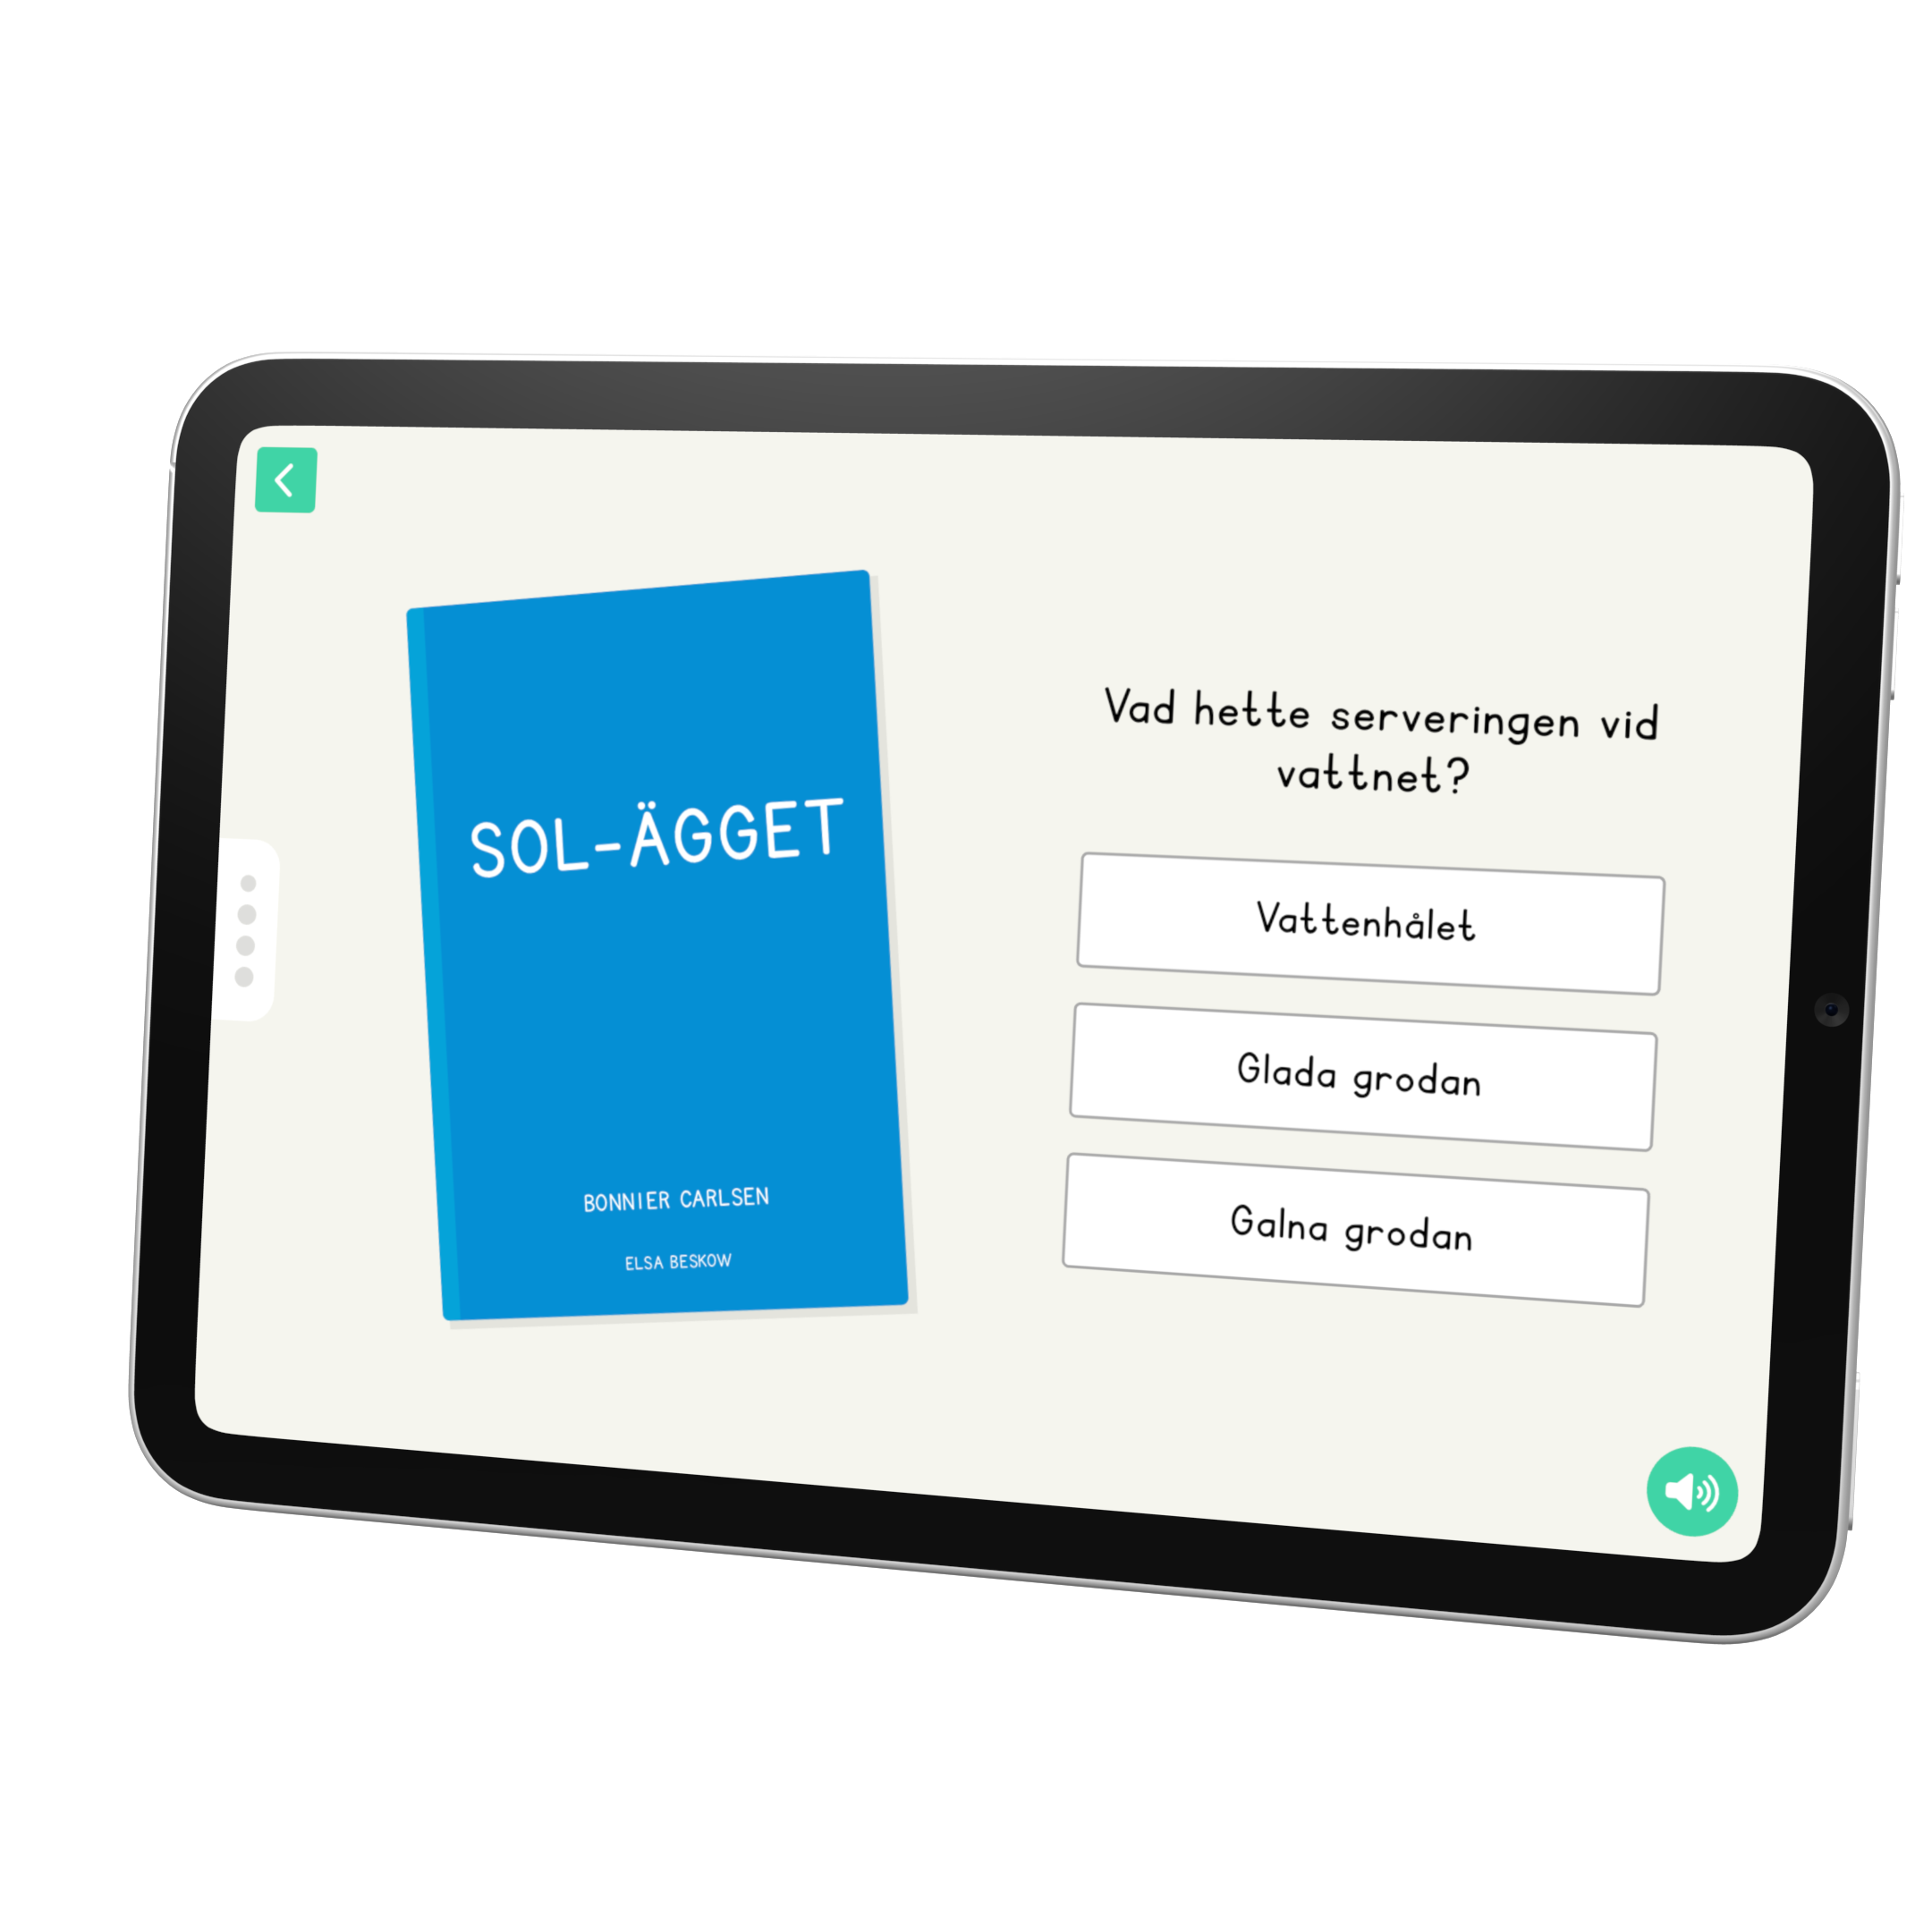 SOL-ÄGGET
BONNIER CARLSEN
ELSA BESKOW
Vad hette serveringen vid
vattnet?
Vattenhålet
Glada grodan
Galna grodan